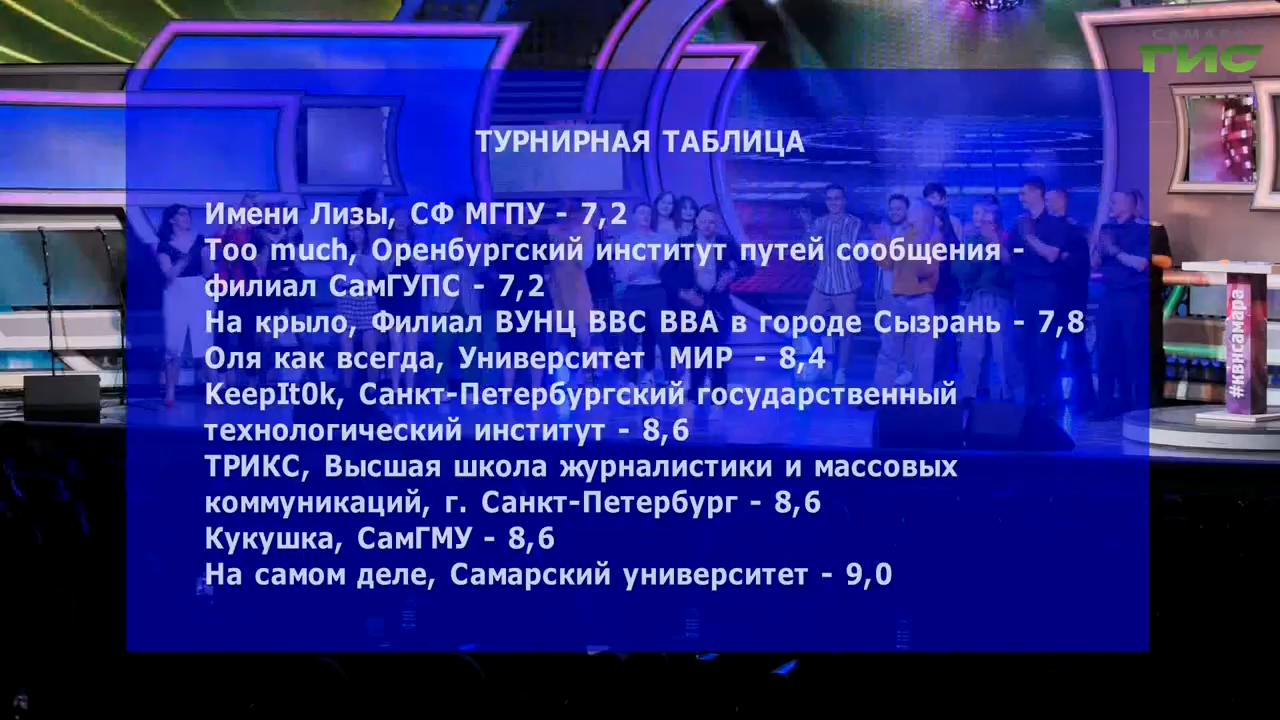 САМАРА
ГИС
ТУРНИРНАЯ ТАБЛИЦА
Имени Лизы, СФ МГПУ - 7,2
Too much, Оренбургский институт путей сообщения -
филиал СамГУПС - 7,2
На крыло, Филиал ВУНЦ ВВС ВВА в городе Сызрань - 7,8
Оля как всегда, Университет МИР - 8,4
KeepIt0k, Санкт-Петербургский государственный
технологический институт - 8,6
ТРИКС, Высшая школа журналистики и массовых
коммуникаций, г. Санкт-Петербург - 8,6
Кукушка, СамГМУ - 8,6
На самом деле, Самарский университет - 9,0
#квнсамара